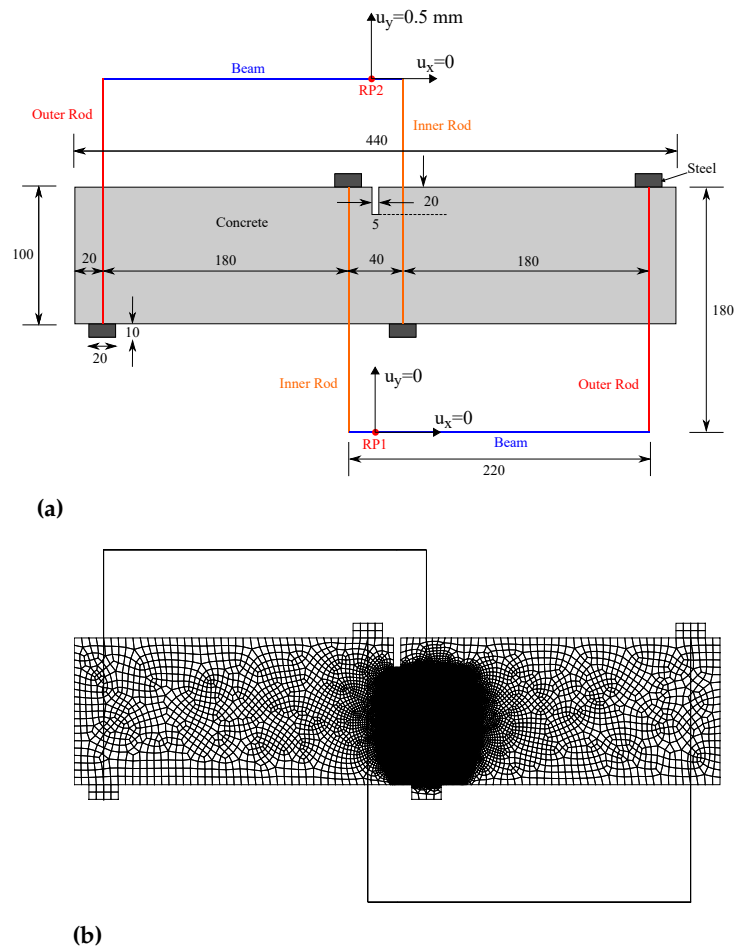 u_y=0.5 mm
Beam
u_x=0
RP2
Outer Rod
Inner Rod
440
Steel
Concrete
20
5
100
20
180
40
180
180
10
20
Inner Rod
u_y=0
Outer Rod
u_x=0
RP1
Beam
220
(a)
(b)